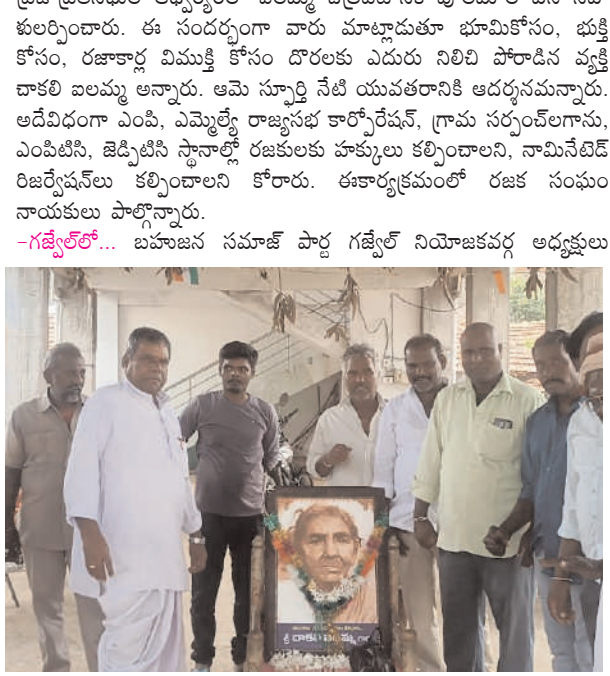 ళులర్పించారు. ఈ సందర్భంగా వారు మాట్లాడుతూ భూమికోసం, భుక్తి
కోసం, రజాకార్ల విముక్తి కోసం దొరలకు ఎదురు నిలిచి పోరాడిన వ్యక్తి
చాకలి ఐలమ్మ అన్నారు. ఆమె స్ఫూర్తి నేటి యువతరానికి ఆదర్శనమన్నారు.
అదేవిధంగా ఎంపి, ఎమ్మెల్యే రాజ్యసభ కార్పోరేషన్, గ్రామ సర్పంచ్‌లగాను,
ఎంపిటిసి, జెడ్పిటిసి స్థానాల్లో రజకులకు హక్కులు కల్పించాలని, నామినేటెడ్
రిజర్వేషన్‌లు కల్పించాలని కోరారు. ఈకార్యక్రమంలో రజక సంఘం
నాయకులు పాల్గొన్నారు.
-గజ్వేల్‌లో... బహుజన సమాజ్ పార్ట గజ్వేల్ నియోజకవర్గ అధ్యక్షులు